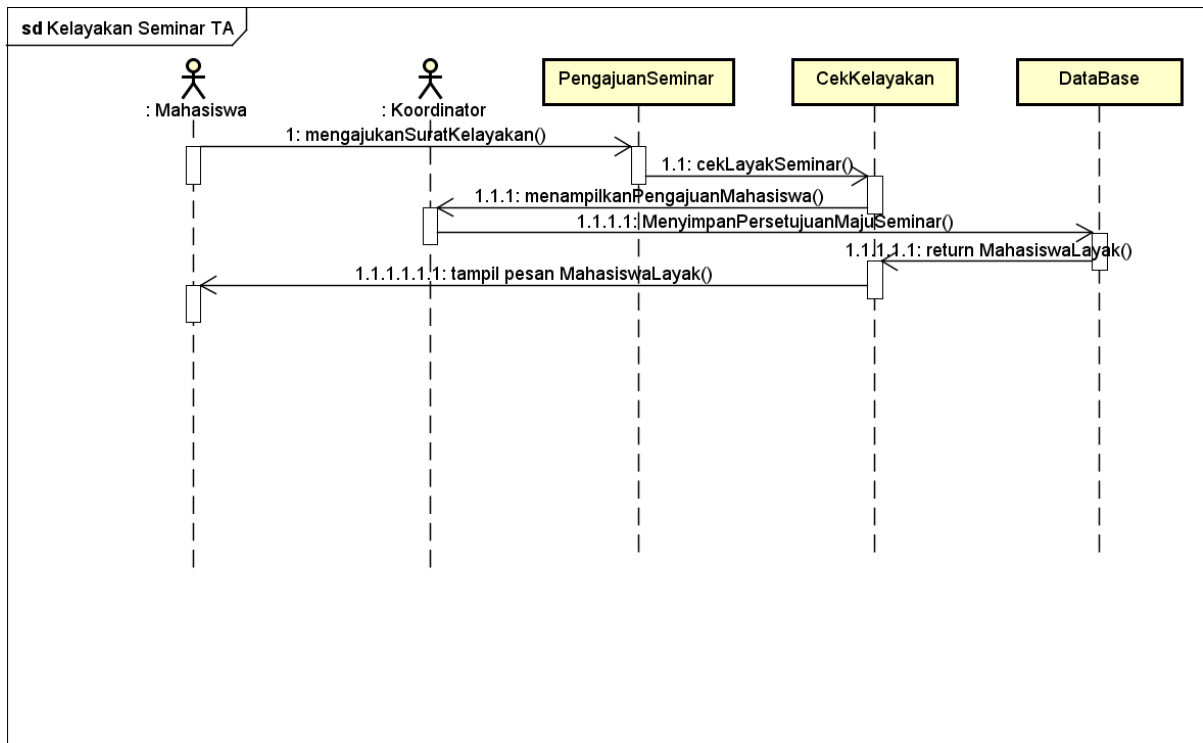 sd Kelayakan Seminar TA
: Mahasiswa
: Koordinator
PengajuanSeminar
CekKelayakan
DataBase
1: mengajukanSuratKelayakan()
1.1: cekLayakSeminar()
1.1.1: menampilkanPengajuanMahasiswa()
1.1.1.1: MenyimpanPersetujuanMajuSeminar()
1.1.1.1.1: return MahasiswaLayak()
1.1.1.1.1.1: tampil pesan MahasiswaLayak()